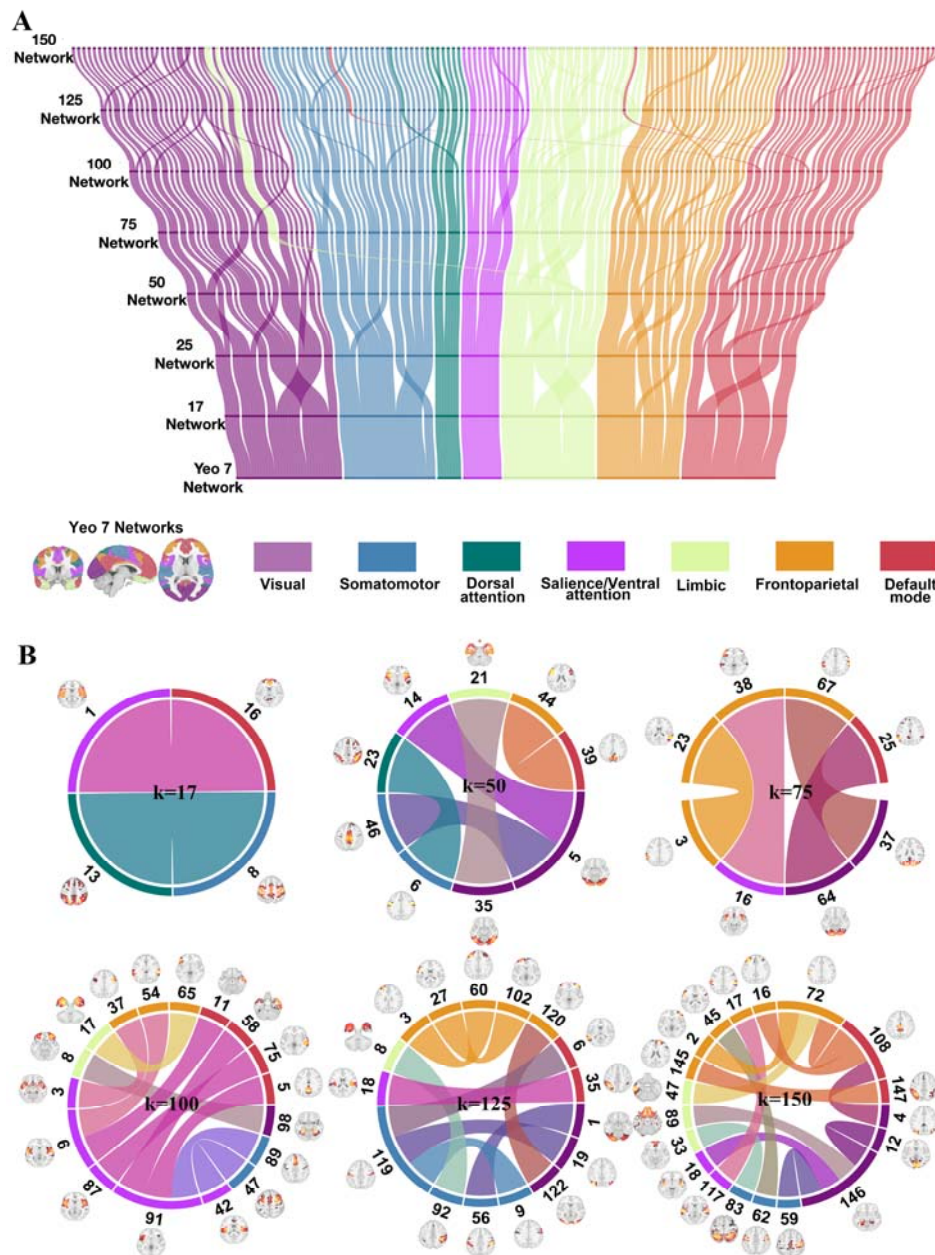 A
150
Network
125
Network
100
Network
75
Network
50
Network
25
Network
17
Network
Yeo 7
Network
Yeo 7 Networks
Visual
Somatomotor
Dorsal
attention
Salience/Ventral
attention
Limbic
Frontoparietal
Default
mode
B
1
16
13
8
k=17
14
21
44
23
39
46
6
35
5
k=50
38
67
23
25
3
37
16
64
k=75
17
37
54
65
11
58
75
8
5
3
98
6
89
87
47
91
42
k=100
3
27
60
102
120
8
6
18
35
1
119
19
92
56
9
122
k=125
45
17
16
72
2
108
145
47
147
89
4
33
12
18
117
83
62
59
146
k=150